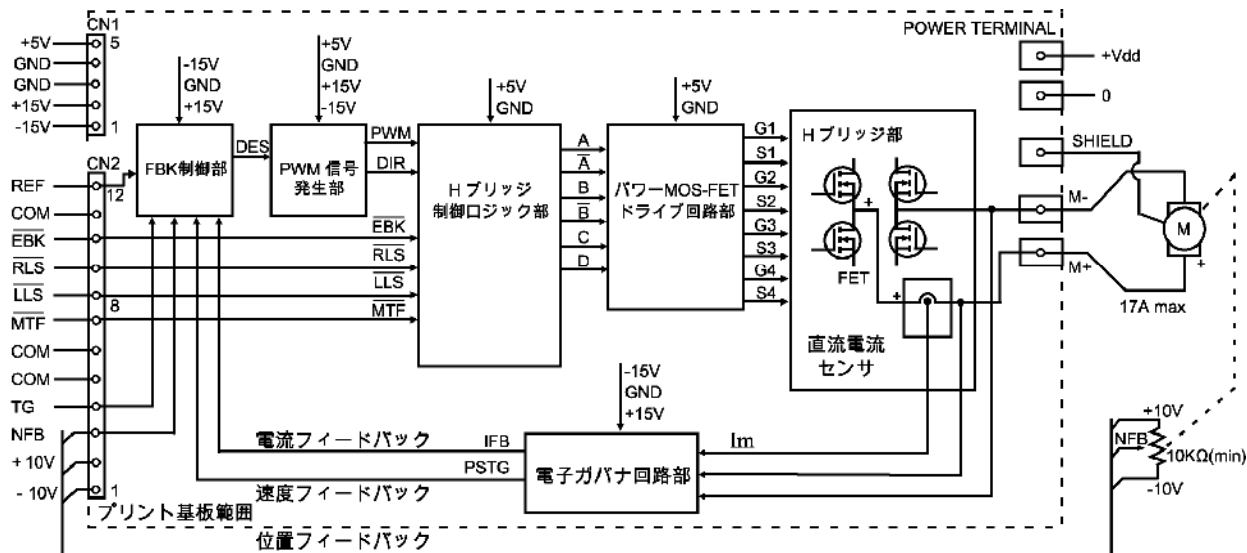 CN1
+5V
5
GND
GND
+15V
-15V
1
CN2
REF
12
COM
EBK
RLS
LLS
8
MTF
COM
COM
TG
NFB
+10V
-10V
1
プリント基板範囲
-15V
GND
+15V
FBK制御部
DES
+5V
GND
+15V
-15V
PWM 信号
発生部
PWM
DIR
EBK
RLS
LLS
MTF
+5V
GND
H ブリッジ
制御ロジック部
A
A
B
B
C
D
+5V
GND
パワーMOS-FET
ドライブ回路部
G1
S1
G2
S2
G3
S3
G4
S4
H ブリッジ部
+
FET
+
直流電流
センサ
POWER TERMINAL
+Vdd
0
SHIELD
M-
M+
M
+
17A max
-15V
GND
+15V
電子ガバナ回路部
Im
電流フィードバック
IFB
PSTG
速度フィードバック
位置フィードバック
+10V
NFB
10KΩ(min)
-10V